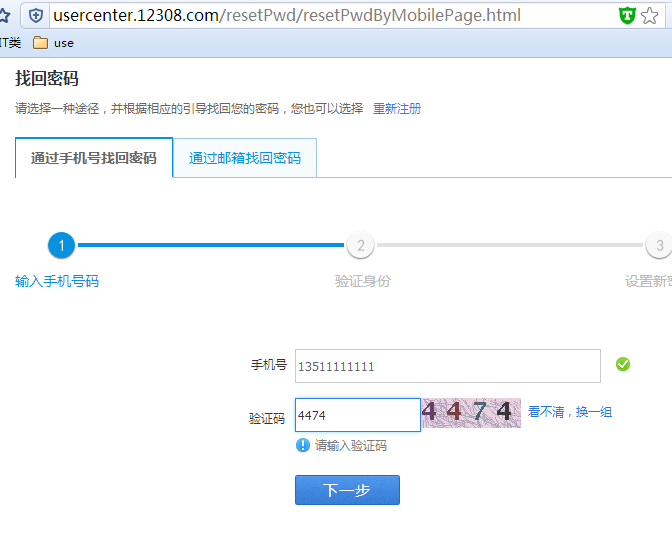 usercenter.12308.com/resetPwd/resetPwdByMobilePage.html
IT类 use
找回密码
请选择一种途径，并根据相应的引导找回您的密码，您也可以选择 重新注册
通过手机号找回密码 通过邮箱找回密码
1 2 3
输入手机号码 验证身份 设置新
手机号 13511111111
验证码 4474 4474 看不清，换一组
请输入验证码
下一步